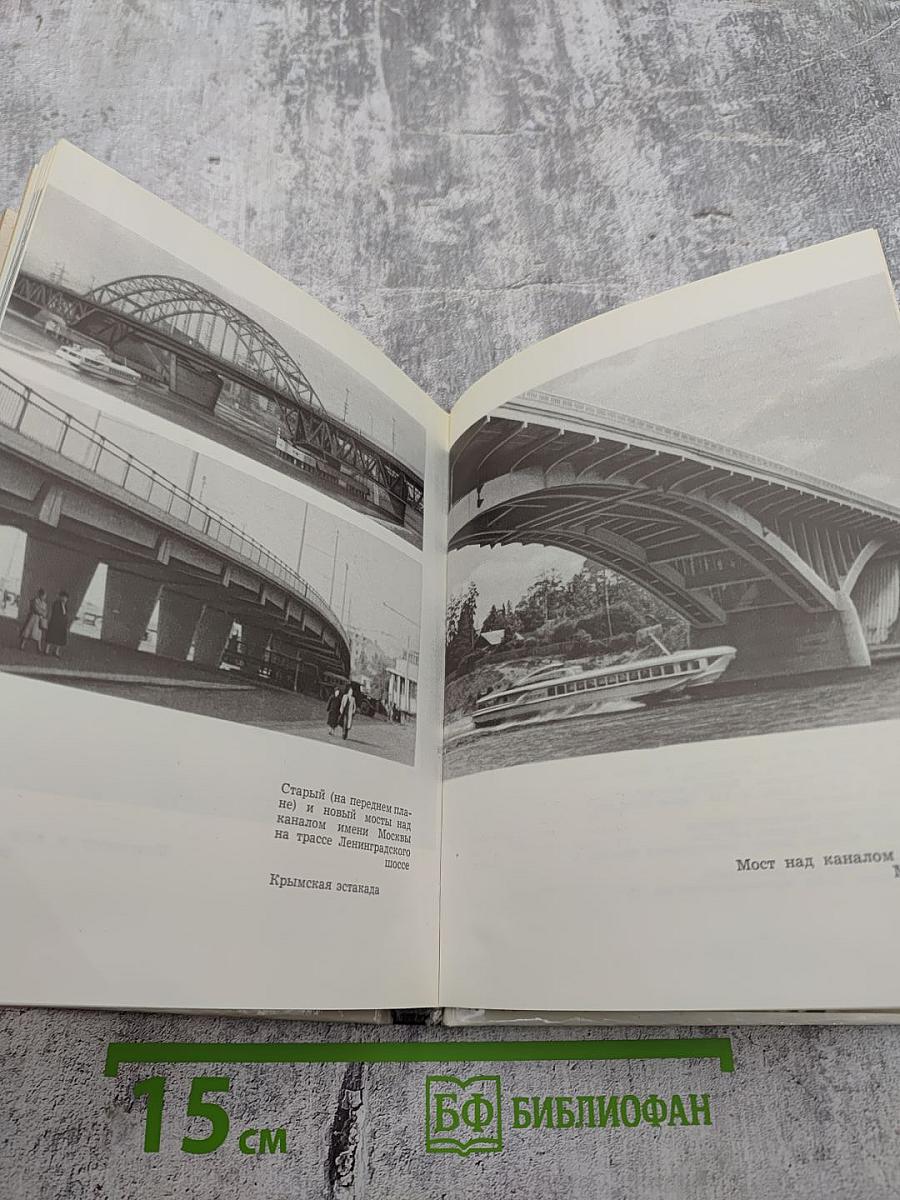 Старый (на переднем пла-
не) и новый мосты над
каналом имени Москвы
на трассе Ленинградского
шоссе
Крымская эстакада
Мост над каналом
15 см
БФ БИБЛИОФАН